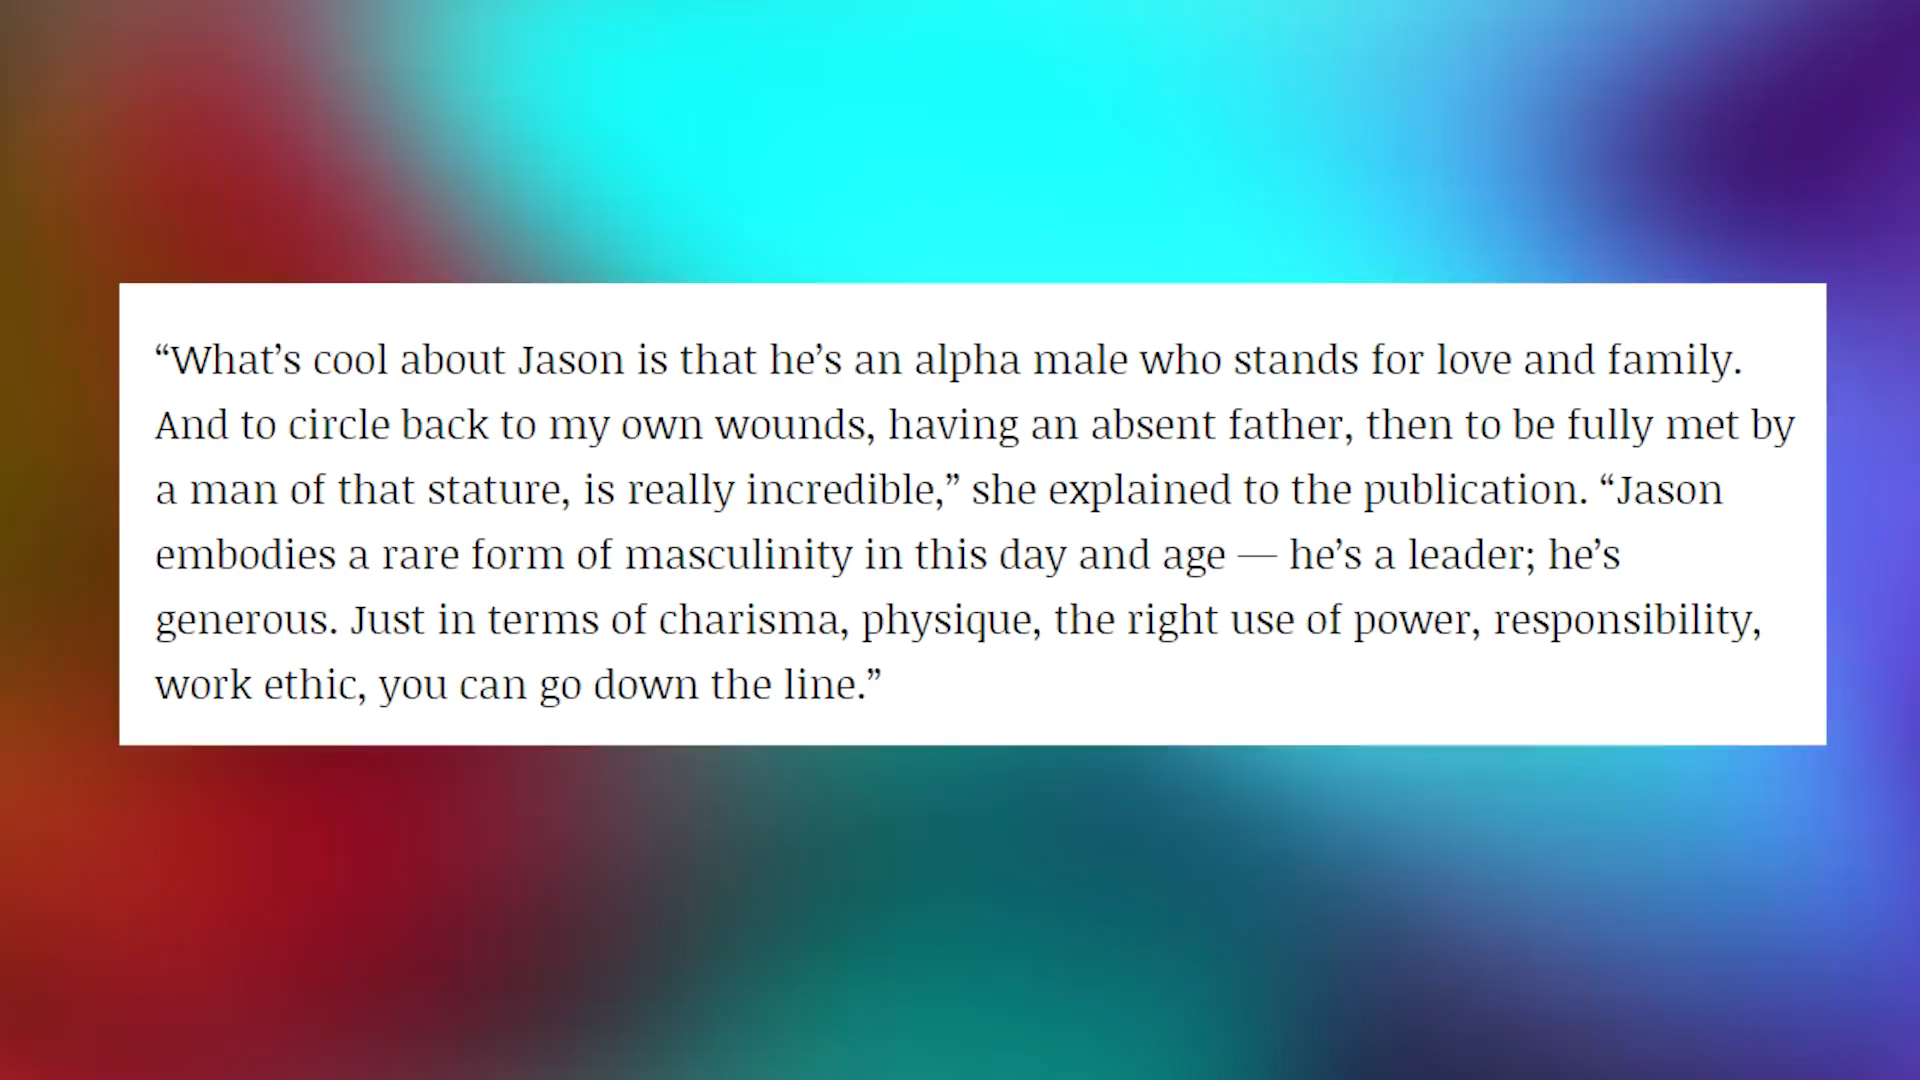 “What’s cool about Jason is that he’s an alpha male who stands for love and family.
And to circle back to my own wounds, having an absent father, then to be fully met by
a man of that stature, is really incredible,” she explained to the publication. “Jason
embodies a rare form of masculinity in this day and age — he’s a leader; he’s
generous. Just in terms of charisma, physique, the right use of power, responsibility,
work ethic, you can go down the line.”